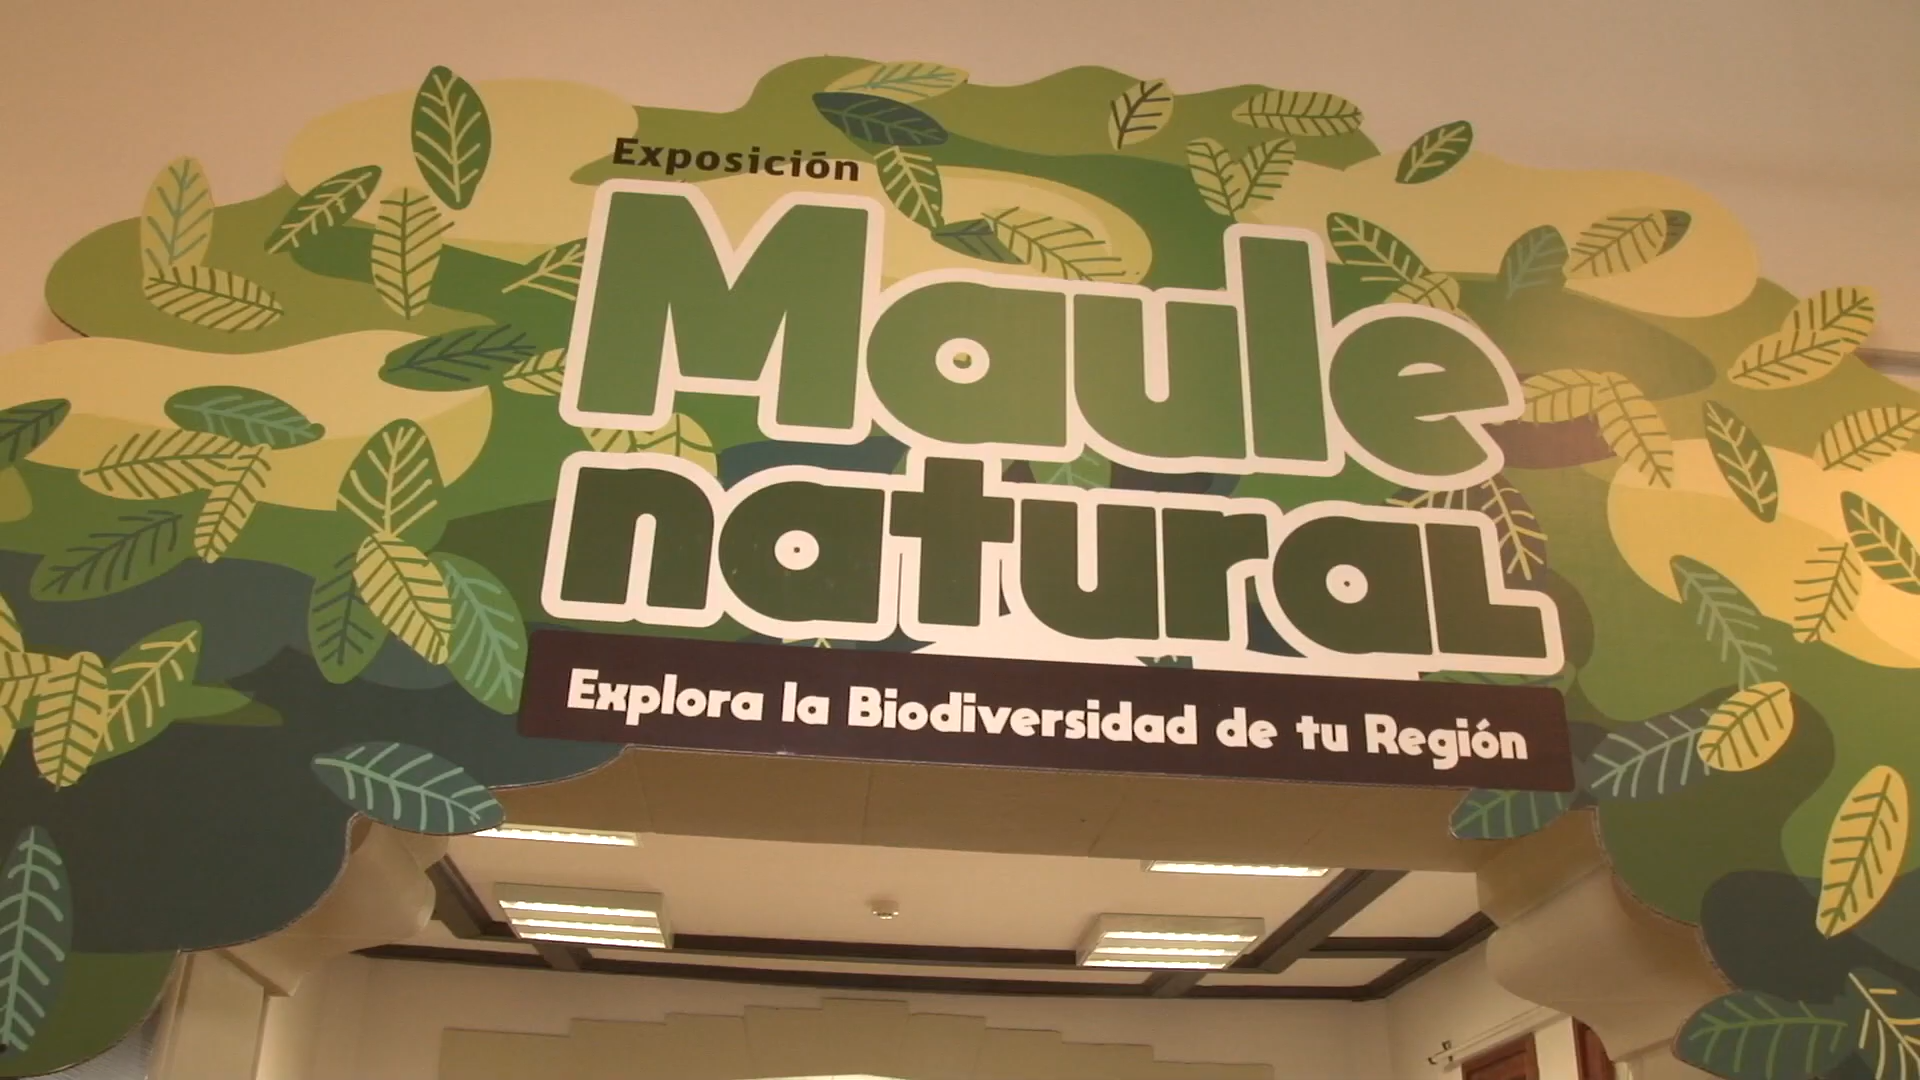 Exposición
Maule
natural
Explora la Biodiversidad de tu Región